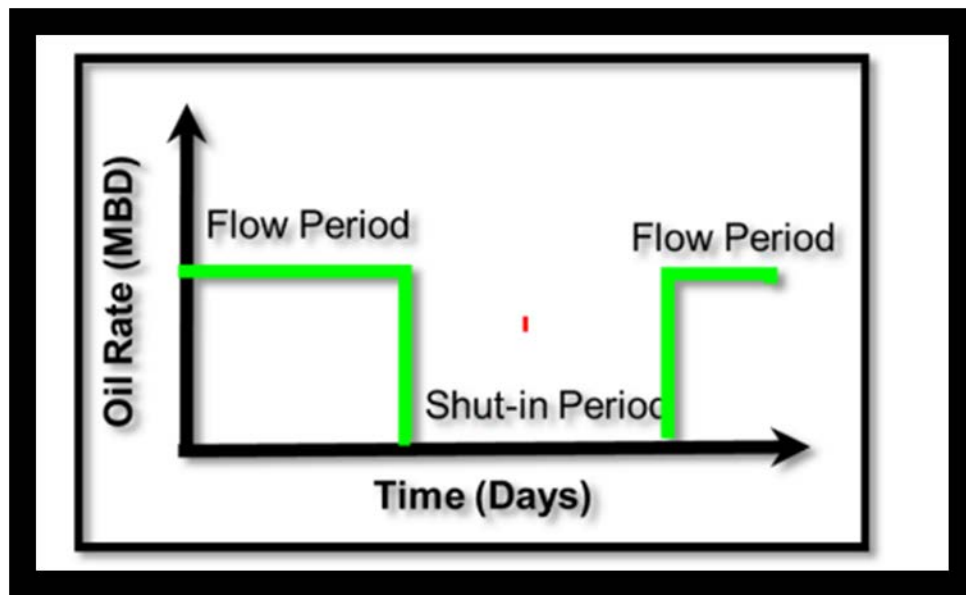 Oil Rate (MBD)
Flow Period
Flow Period
Shut-in Period
Time (Days)